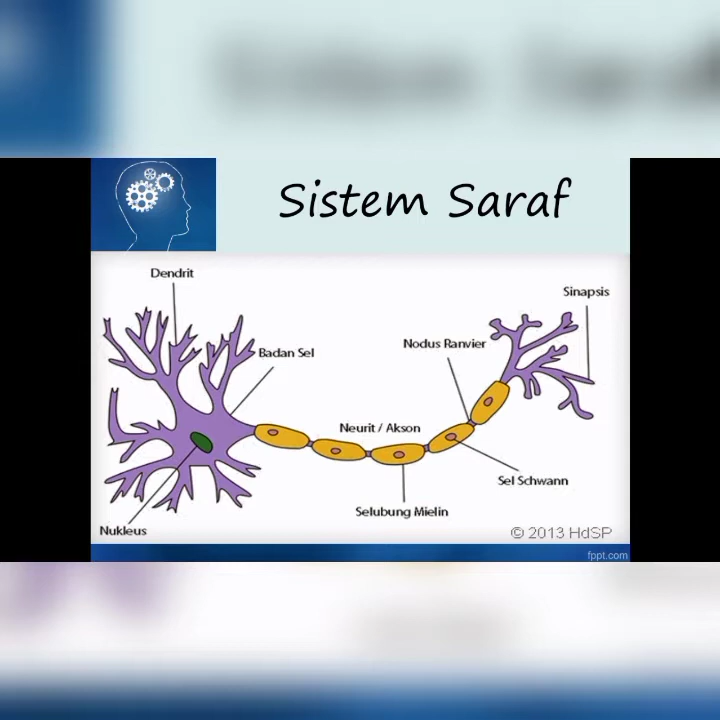 Sistem Saraf
Dendrit
Sinapsis
Nodus Ranvier
Badan Sel
Neurit / Akson
Sel Schwann
Selubung Mielin
Nukleus
© 2013 HdSP
fppt.com